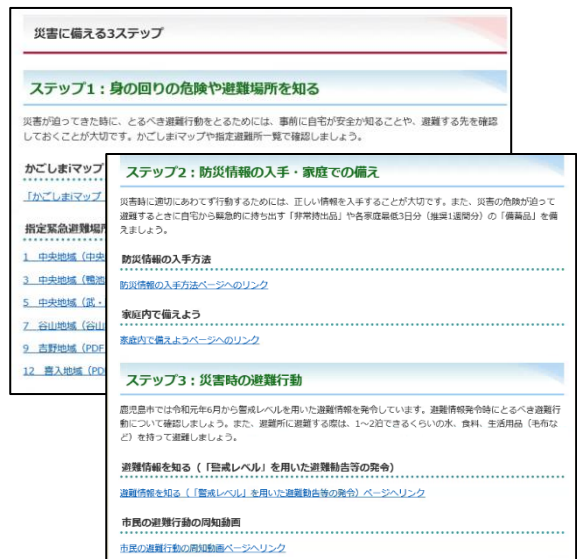 災害に備える3ステップ
ステップ1:身の回りの危険や避難場所を知る
災害が迫ってきた時に、とるべき避難行動をとるためには、事前に自宅が安全か知ることや、避難する先を確認
しておくことが大切です。かごしまiマップや指定避難所一覧で確認しましょう。
かごしまiマップ
「かごしまiマップ
指定緊急避難場所
1 中央地域(中央
3 中央地域(鴨池
5 中央地域(武・
7 谷山地域(谷山
9 吉野地域(PDF
12 喜入地域(PD
ステップ2:防災情報の入手・家庭での備え
災害時に適切にあわてず行動するためには、正しい情報を入手することが大切です。また、災害の危険が迫って
避難するときに自宅から緊急的に持ち出す「非常持出品」や各家庭最低3日分(推奨1週間分)の「備蓄品」を備
えましょう。
防災情報の入手方法
防災情報の入手方法ページへのリンク
家庭内で備えよう
家庭内で備えようページへのリンク
ステップ3:災害時の避難行動
鹿児島市では令和元年6月から警戒レベルを用いた避難情報を発令しています。避難情報発令時にとるべき避難行
動について確認しましょう。また、避難所に避難する際は、1~2泊できるくらいの水、食料、生活用品(毛布な
ど)を持って避難しましょう。
避難情報を知る(「警戒レベル」を用いた避難勧告等の発令)
避難情報を知る(「警戒レベル」を用いた避難勧告等の発令)ページへリンク
市民の避難行動の周知動画
市民の避難行動の周知動画ページへリンク